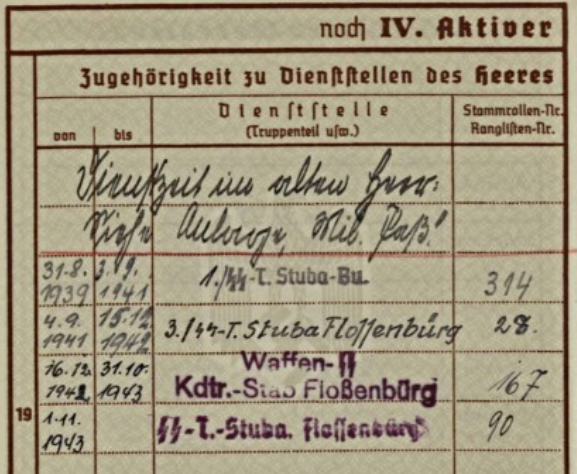 noch IV. Aktiver
Zugehörigkeit zu Dienststellen des Heeres
von bis Dienststelle (Truppenteil usw.) Stammrollen-Nr. Ranglisten-Nr.
Dienstzeit im alten Heer:
Siehe Anlage, Mil. Paß!
31.8. 1939 3.9. 1941 1./SS-T. Stuba-Bu. 314
4.9. 1941 15.12 1942 3./SS-T. Stuba Flossenbürg 28.
16.12. 1942 31.10. 1943 Waffen-SS Kdtr.-Stab Floßenbürg 167
19 1.11. 1943 SS-T.-Stuba. Flossenbürg 90